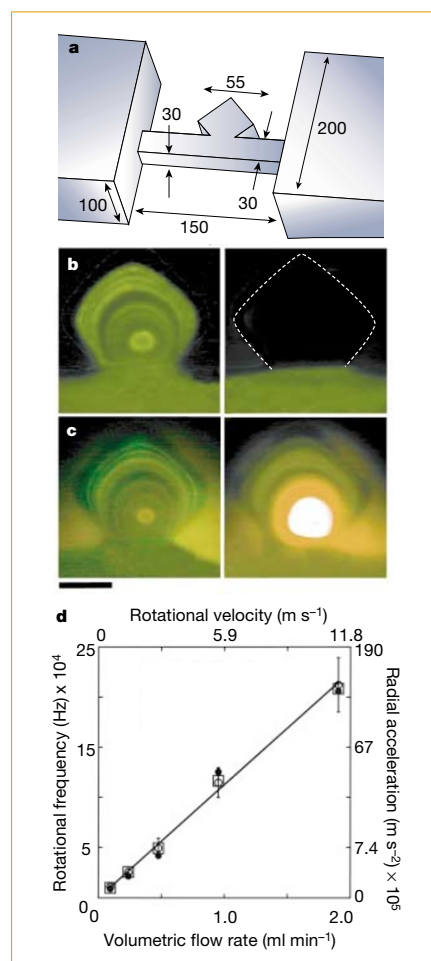 a
55
30
200
100
30
150
b
c
d
Rotational velocity (m s⁻¹)
0 5.9 11.8
25 190
15 67
5 7.4
0 0
Rotational frequency (Hz) x 10⁴
Radial acceleration (m s⁻²) × 10⁵
0 1.0 2.0
Volumetric flow rate (ml min⁻¹)